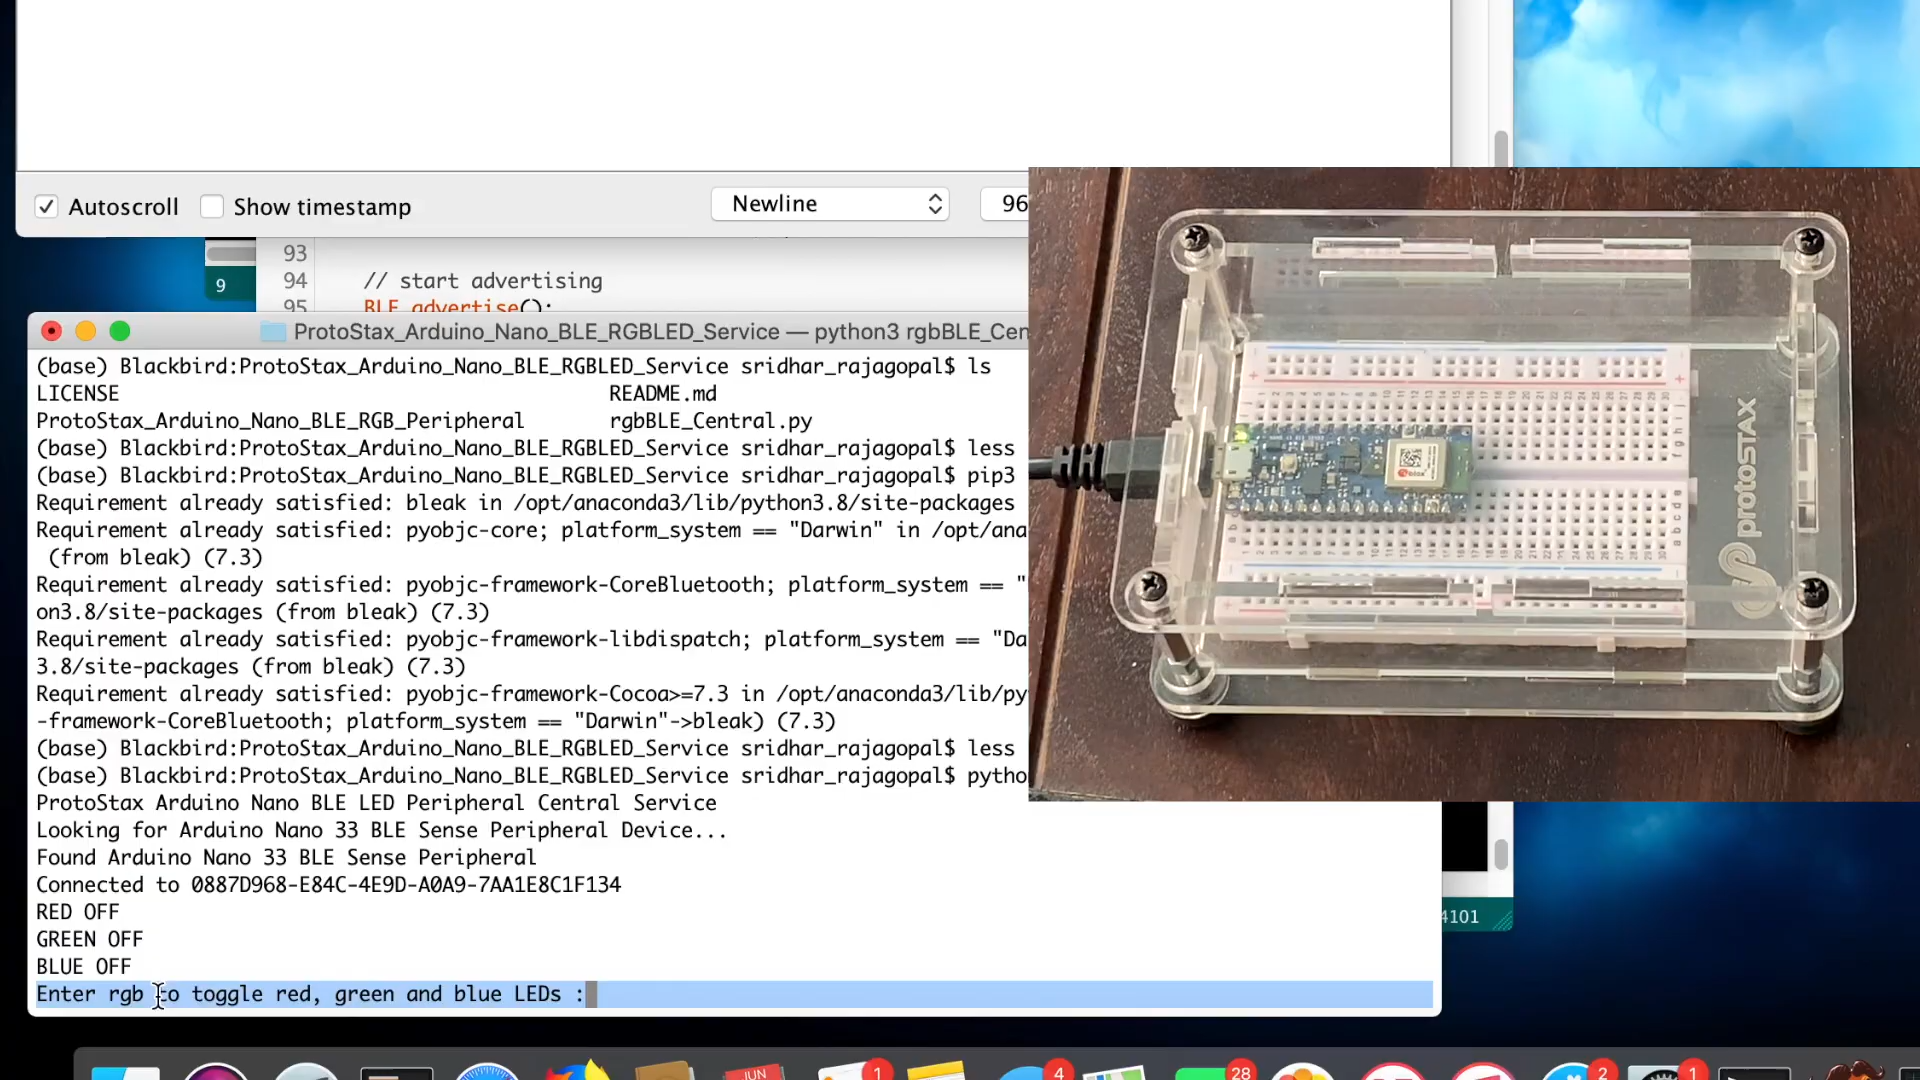 Autoscroll
Show timestamp
Newline
96
93
94 // start advertising
95 BLE.advertise();
9
ProtoStax_Arduino_Nano_BLE_RGBLED_Service — python3 rgbBLE_Cen
(base) Blackbird:ProtoStax_Arduino_Nano_BLE_RGBLED_Service sridhar_rajagopal$ ls
LICENSE README.md
ProtoStax_Arduino_Nano_BLE_RGB_Peripheral rgbBLE_Central.py
(base) Blackbird:ProtoStax_Arduino_Nano_BLE_RGBLED_Service sridhar_rajagopal$ less
(base) Blackbird:ProtoStax_Arduino_Nano_BLE_RGBLED_Service sridhar_rajagopal$ pip3
Requirement already satisfied: bleak in /opt/anaconda3/lib/python3.8/site-packages
Requirement already satisfied: pyobjc-core; platform_system == "Darwin" in /opt/ana
(from bleak) (7.3)
Requirement already satisfied: pyobjc-framework-CoreBluetooth; platform_system == "
on3.8/site-packages (from bleak) (7.3)
Requirement already satisfied: pyobjc-framework-libdispatch; platform_system == "Da
3.8/site-packages (from bleak) (7.3)
Requirement already satisfied: pyobjc-framework-Cocoa>=7.3 in /opt/anaconda3/lib/py
-framework-CoreBluetooth; platform_system == "Darwin"->bleak) (7.3)
(base) Blackbird:ProtoStax_Arduino_Nano_BLE_RGBLED_Service sridhar_rajagopal$ less
(base) Blackbird:ProtoStax_Arduino_Nano_BLE_RGBLED_Service sridhar_rajagopal$ pytho
ProtoStax Arduino Nano BLE LED Peripheral Central Service
Looking for Arduino Nano 33 BLE Sense Peripheral Device...
Found Arduino Nano 33 BLE Sense Peripheral
Connected to 0887D968-E84C-4E9D-A0A9-7AA1E8C1F134
RED OFF
GREEN OFF
BLUE OFF
Enter rgb to toggle red, green and blue LEDs :
4101
protoSTAX
JUN
1
4
28
2
1